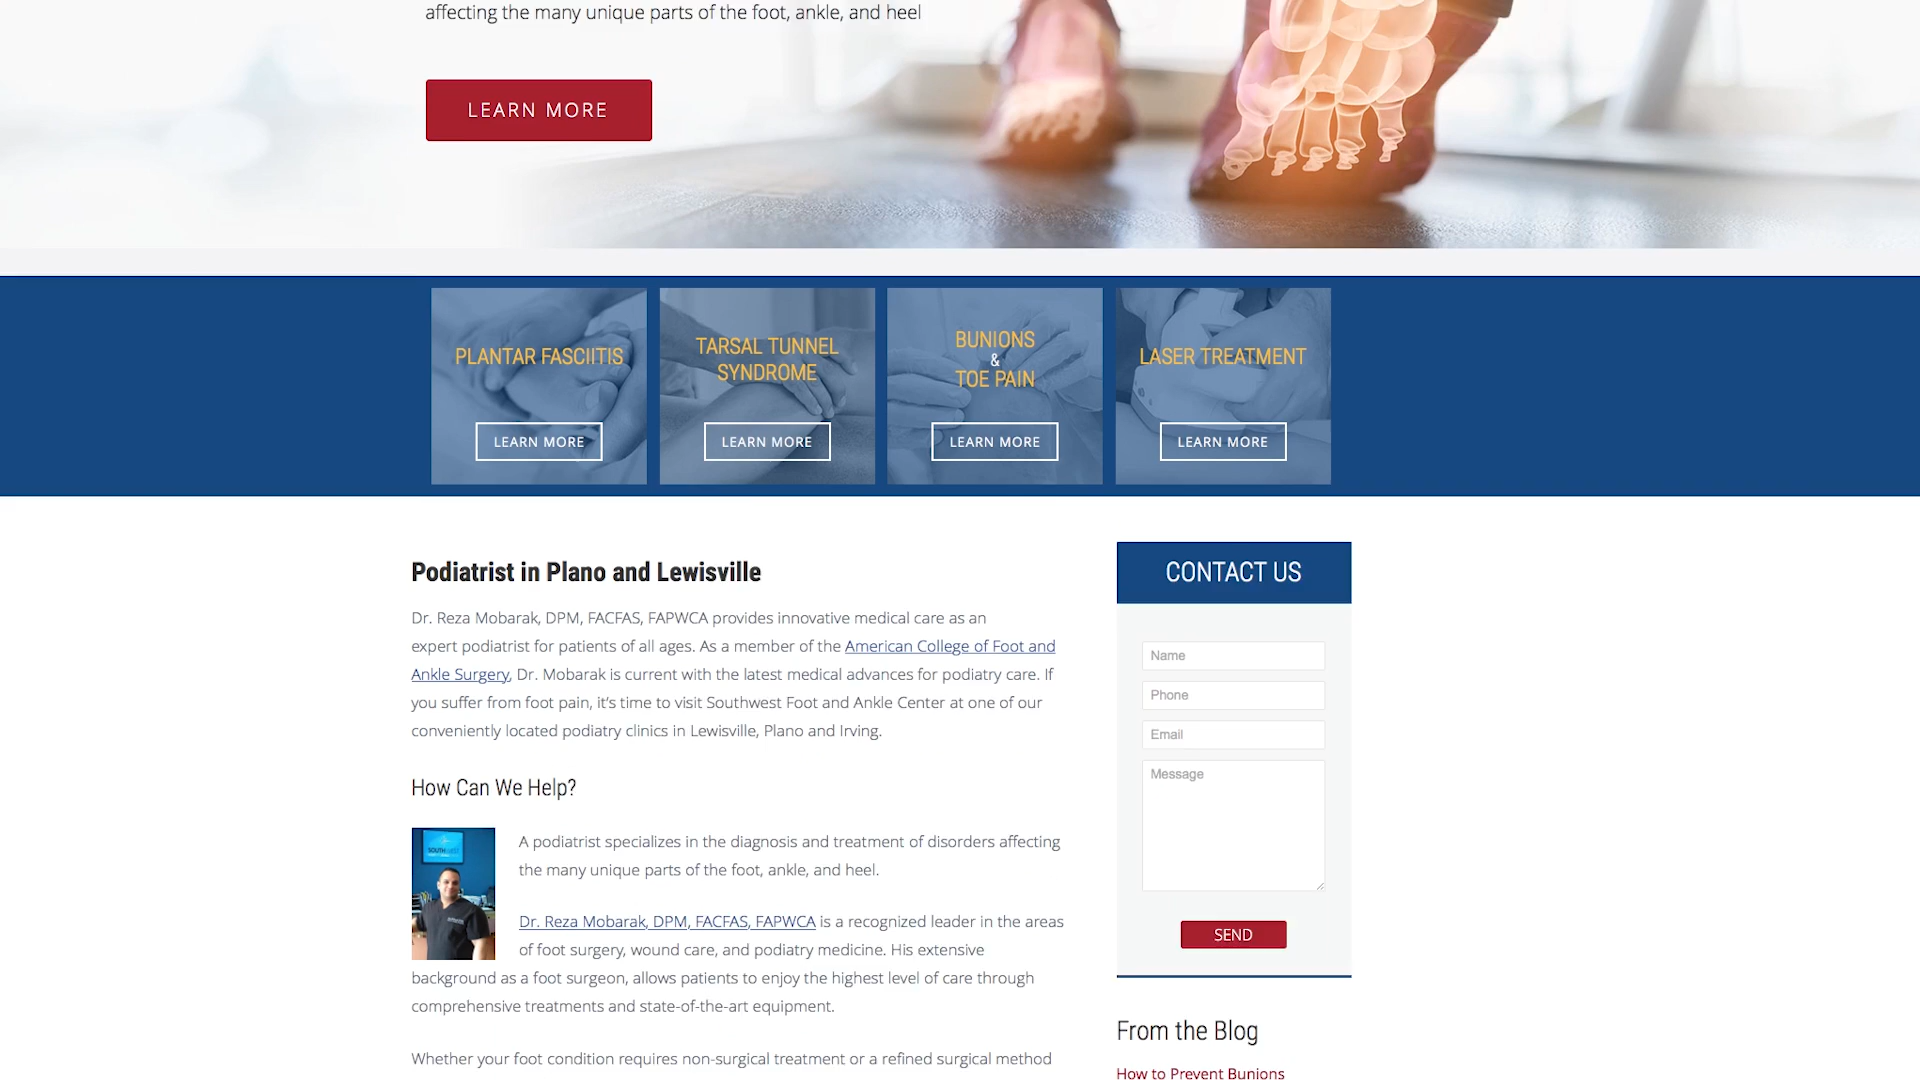 affecting the many unique parts of the foot, ankle, and heel
LEARN MORE
PLANTAR FASCIITIS
LEARN MORE
TARSAL TUNNEL
SYNDROME
LEARN MORE
BUNIONS
&
TOE PAIN
LEARN MORE
LASER TREATMENT
LEARN MORE
Podiatrist in Plano and Lewisville
Dr. Reza Mobarak, DPM, FACFAS, FAPWCA provides innovative medical care as an
expert podiatrist for patients of all ages. As a member of the American College of Foot and
Ankle Surgery, Dr. Mobarak is current with the latest medical advances for podiatry care. If
you suffer from foot pain, it's time to visit Southwest Foot and Ankle Center at one of our
conveniently located podiatry clinics in Lewisville, Plano and Irving.
How Can We Help?
A podiatrist specializes in the diagnosis and treatment of disorders affecting
the many unique parts of the foot, ankle, and heel.
Dr. Reza Mobarak, DPM, FACFAS, FAPWCA is a recognized leader in the areas
of foot surgery, wound care, and podiatry medicine. His extensive
background as a foot surgeon, allows patients to enjoy the highest level of care through
comprehensive treatments and state-of-the-art equipment.
Whether your foot condition requires non-surgical treatment or a refined surgical method
CONTACT US
Name
Phone
Email
Message
SEND
From the Blog
How to Prevent Bunions